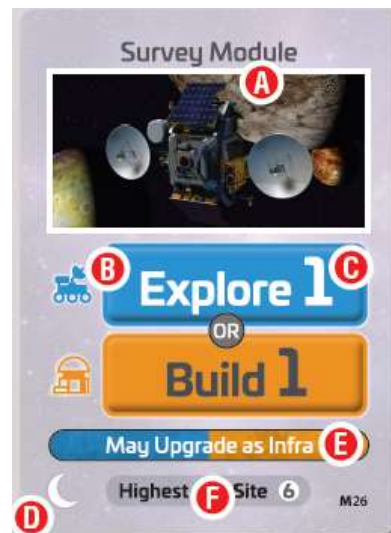 Survey Module
A
B
Explore 1
C
OR
Build 1
May Upgrade as Infra
E
Highest
F
Site 6
D
M26